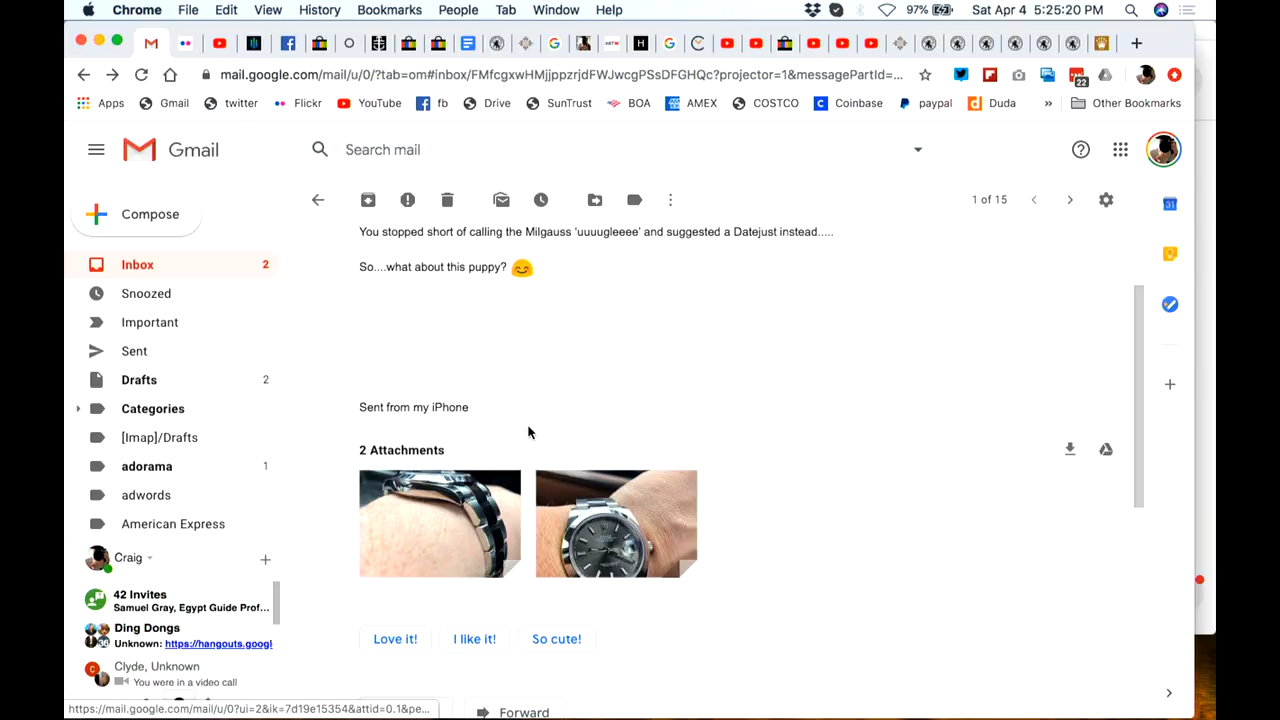 Chrome File Edit View History Bookmarks People Tab Window Help 97% Sat Apr 4 5:25:20 PM
mail.google.com/mail/u/0/?tab=om#inbox/FMfcgxwHMjjppzrjdFWJwcgPSsDFGHQc?projector=1&messagePartId=... 22
Apps Gmail twitter Flickr YouTube fb Drive SunTrust BOA AMEX COSTCO Coinbase paypal Duda » Other Bookmarks
Gmail Search mail
Compose 1 of 15
You stopped short of calling the Milgauss 'uuuugleeee' and suggested a Datejust instead.....
Inbox 2
So....what about this puppy? 😊
Snoozed
Important
Sent
Drafts 2
Categories
Sent from my iPhone
[Imap]/Drafts
2 Attachments
adorama 1
adwords
American Express
Craig
42 Invites
Samuel Gray, Egypt Guide Prof...
Ding Dongs
Unknown: https://hangouts.googl
Love it! I like it! So cute!
Clyde, Unknown
You were in a video call
https://mail.google.com/mail/u/0?ui=2&ik=7d19e15354&attid=0.1&pe...
Forward